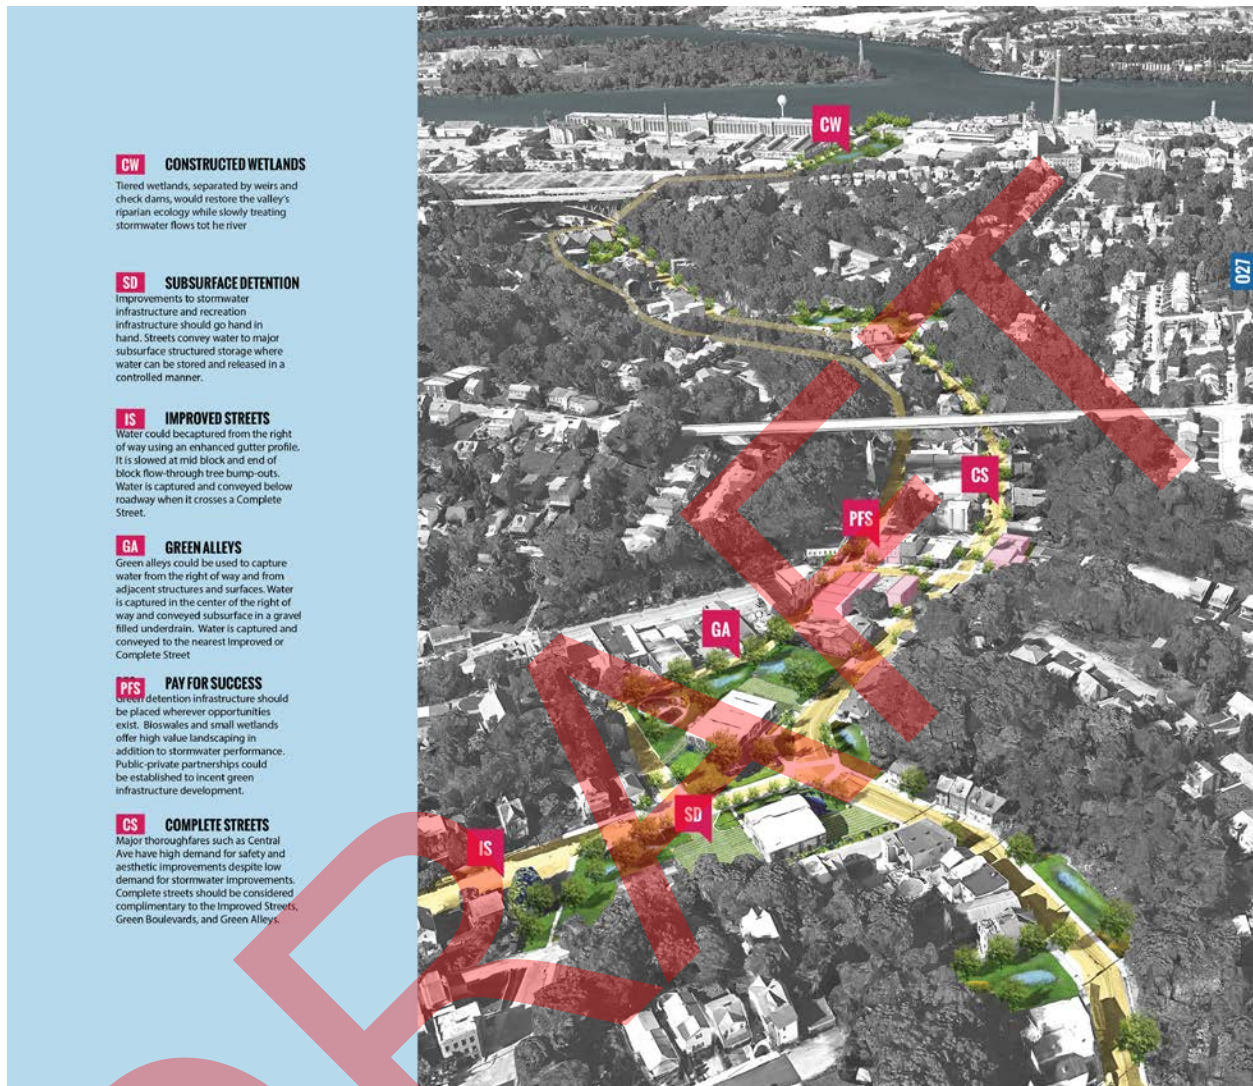 CW CONSTRUCTED WETLANDS
Tiered wetlands, separated by weirs and
check dams, would restore the valley's
riparian ecology while slowly treating
stormwater flows tot he river
SD SUBSURFACE DETENTION
Improvements to stormwater
infrastructure and recreation
infrastructure should go hand in
hand. Streets convey water to major
subsurface structured storage where
water can be stored and released in a
controlled manner.
IS IMPROVED STREETS
Water could becaptured from the right
of way using an enhanced gutter profile.
It is slowed at mid block and end of
block flow-through tree bump-outs.
Water is captured and conveyed below
roadway when it crosses a Complete
Street.
GA GREEN ALLEYS
Green alleys could be used to capture
water from the right of way and from
adjacent structures and surfaces. Water
is captured in the center of the right of
way and conveyed subsurface in a gravel
filled underdrain. Water is captured and
conveyed to the nearest Improved or
Complete Street
PFS PAY FOR SUCCESS
Green detention infrastructure should
be placed wherever opportunities
exist. Bioswales and small wetlands
offer high value landscaping in
addition to stormwater performance.
Public-private partnerships could
be established to incent green
infrastructure development.
CS COMPLETE STREETS
Major thoroughfares such as Central
Ave have high demand for safety and
aesthetic improvements despite low
demand for stormwater improvements.
Complete streets should be considered
complimentary to the Improved Streets,
Green Boulevards, and Green Alleys.
CW
027
CS
PFS
GA
SD
IS
DRAFT